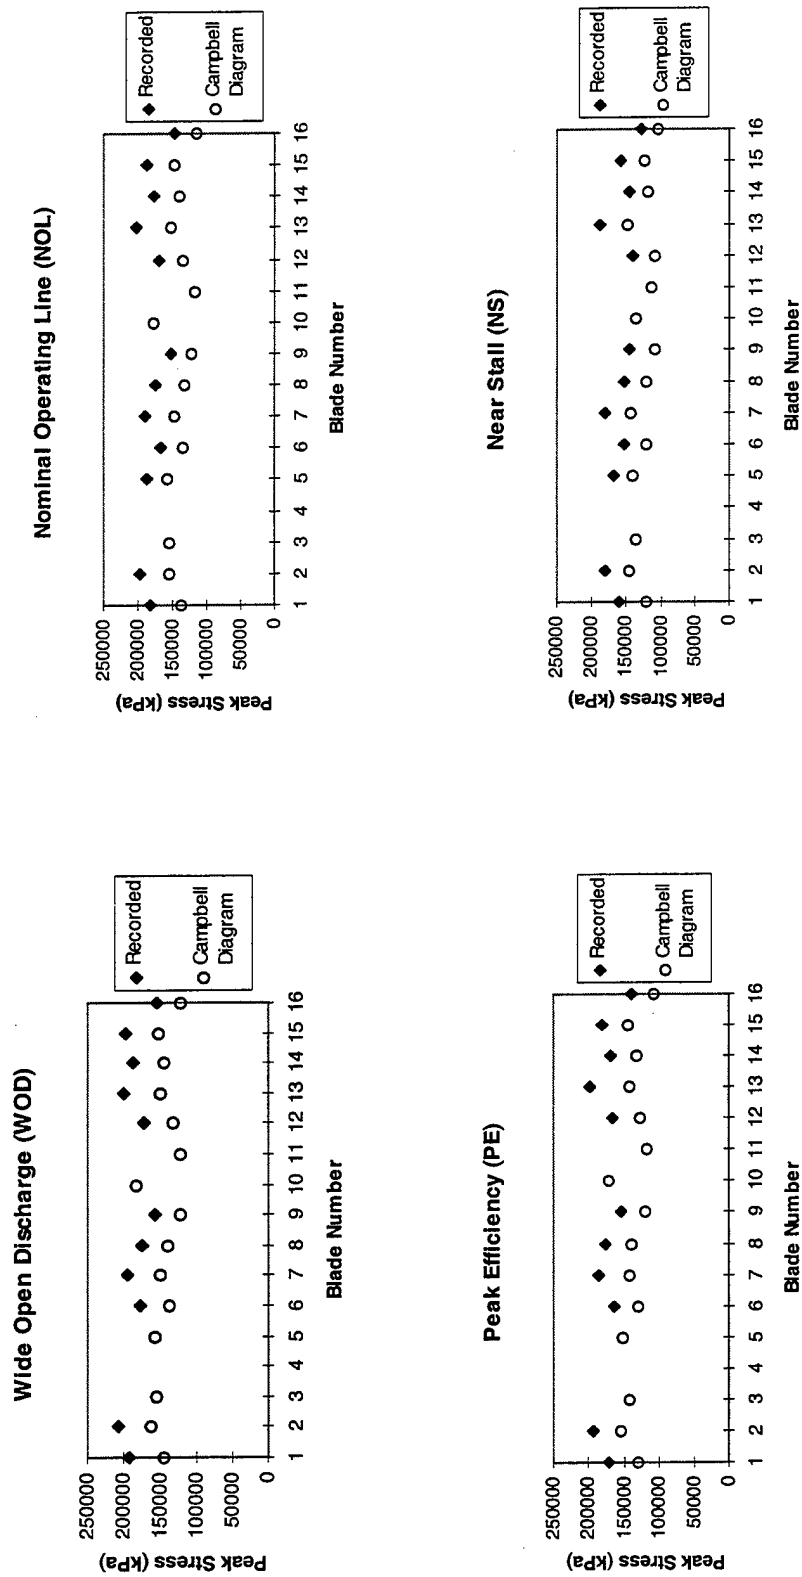 Wide Open Discharge (WOD)
Peak Stress (kPa)
250000
200000
150000
100000
50000
0
1 2 3 4 5 6 7 8 9 10 11 12 13 14 15 16
Blade Number
Recorded
Campbell
Diagram
Nominal Operating Line (NOL)
Peak Stress (kPa)
250000
200000
150000
100000
50000
0
1 2 3 4 5 6 7 8 9 10 11 12 13 14 15 16
Blade Number
Recorded
Campbell
Diagram
Peak Efficiency (PE)
Peak Stress (kPa)
250000
200000
150000
100000
50000
0
1 2 3 4 5 6 7 8 9 10 11 12 13 14 15 16
Blade Number
Recorded
Campbell
Diagram
Near Stall (NS)
Peak Stress (kPa)
250000
200000
150000
100000
50000
0
1 2 3 4 5 6 7 8 9 10 11 12 13 14 15 16
Blade Number
Recorded
Campbell
Diagram